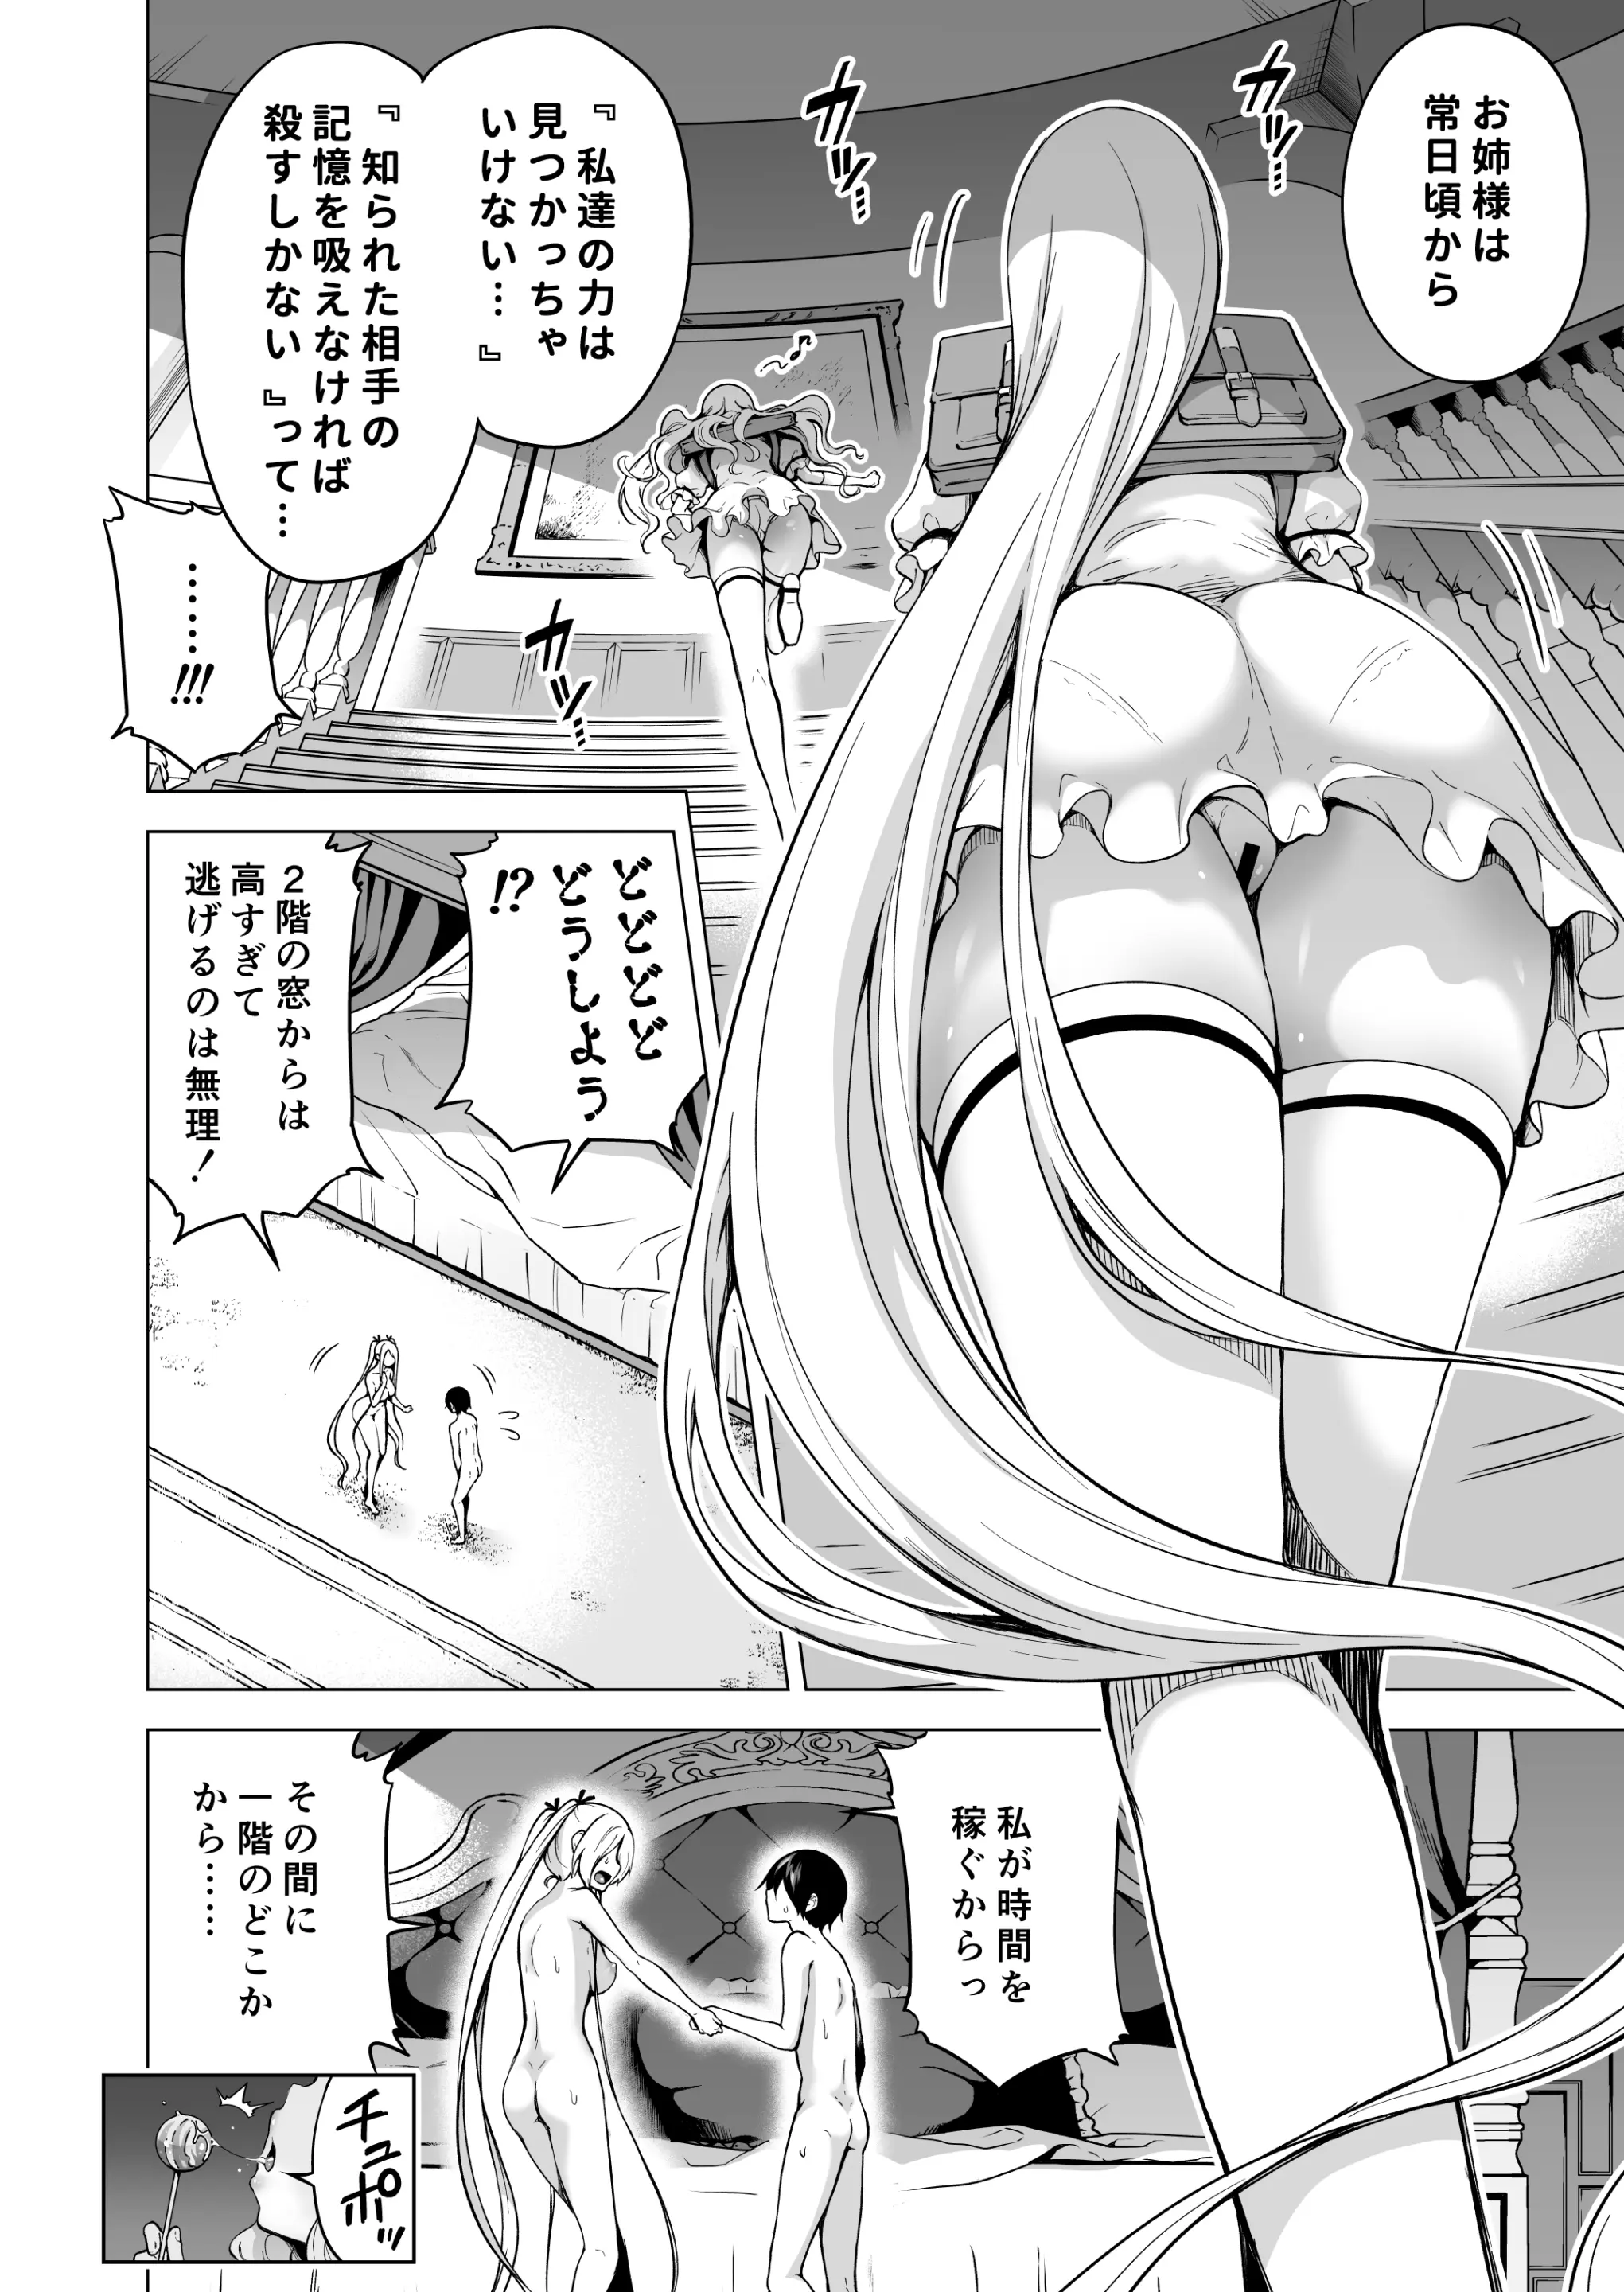 お姉様は
常日頃から
カッ…
カッ…
『私達の力は
見つかっちゃ
いけない…』
『知られた相手の
記憶を吸えなければ
殺すしかない』って…
カッ…
……!!!
どどどど
どうしよう
!?
２階の窓からは
高すぎて
逃げるのは無理！
私が時間を
稼ぐからっ
その間に
一階のどこか
から……
チュポッ